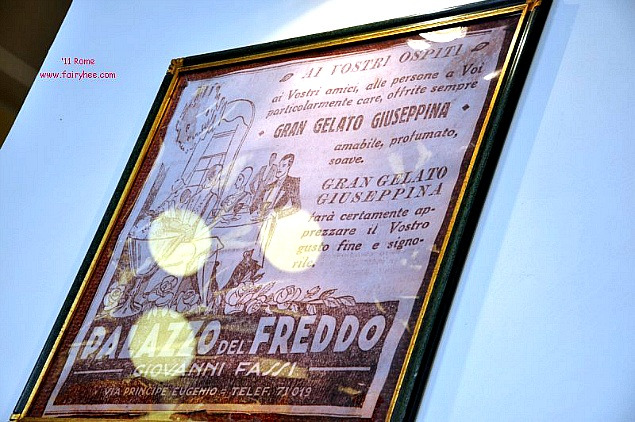 '11 Rome
www.fairyhee.com
AI VOSTRI OSPITI
ai Vostri amici, alle persone a Voi
particolarmente care, offrite sempre
GRAN GELATO GIUSEPPINA
amabile, profumato,
soave.
GRAN GELATO
GIUSEPPINA
farà certamente ap-
prezzare il Vostro
gusto fine e signo-
rile.
PALAZZO DEL FREDDO
GIOVANNI FASSI
VIA PRINCIPE EUGENIO - TELEF. 71019